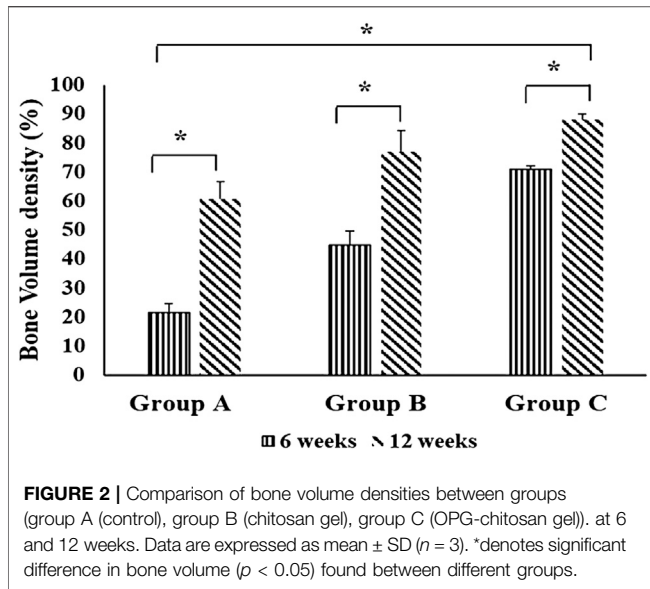 *
*
*
*
Bone Volume density (%)
100
90
80
70
60
50
40
30
20
10
0
Group A Group B Group C
6 weeks 12 weeks
FIGURE 2 | Comparison of bone volume densities between groups
(group A (control), group B (chitosan gel), group C (OPG-chitosan gel)). at 6
and 12 weeks. Data are expressed as mean ± SD (n = 3). *denotes significant
difference in bone volume (p < 0.05) found between different groups.